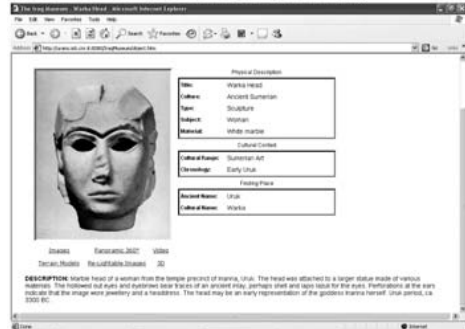 The Iraq Museum - Warka Head - Microsoft Internet Explorer
File Edit View Favorites Tools Help
Back Search Favorites
Address
Physical Description
Title: Warka Head
Culture: Ancient Sumerian
Type: Sculpture
Subject: Woman
Material: White marble
Cultural Context
Cultural Range: Sumerian Art
Chronology: Early Uruk
Finding Place
Ancient Name: Uruk
Cultural Name: Warka
Images Panoramic 360° Video
Terrain Models Re-Lightable Images 3D
DESCRIPTION: Marble head of a woman from the temple precinct of Inanna, Uruk. The head was attached to a larger statue made of various
materials. The hollowed out eyes and eyebrows bear traces of an ancient inlay, perhaps shell and lapis lazuli for the eyes. Perforations at the ears
indicate that the image wore jewellery and a headdress. The head may be an early representation of the goddess Inanna herself. Uruk period, ca.
3300 BC.
Done Internet